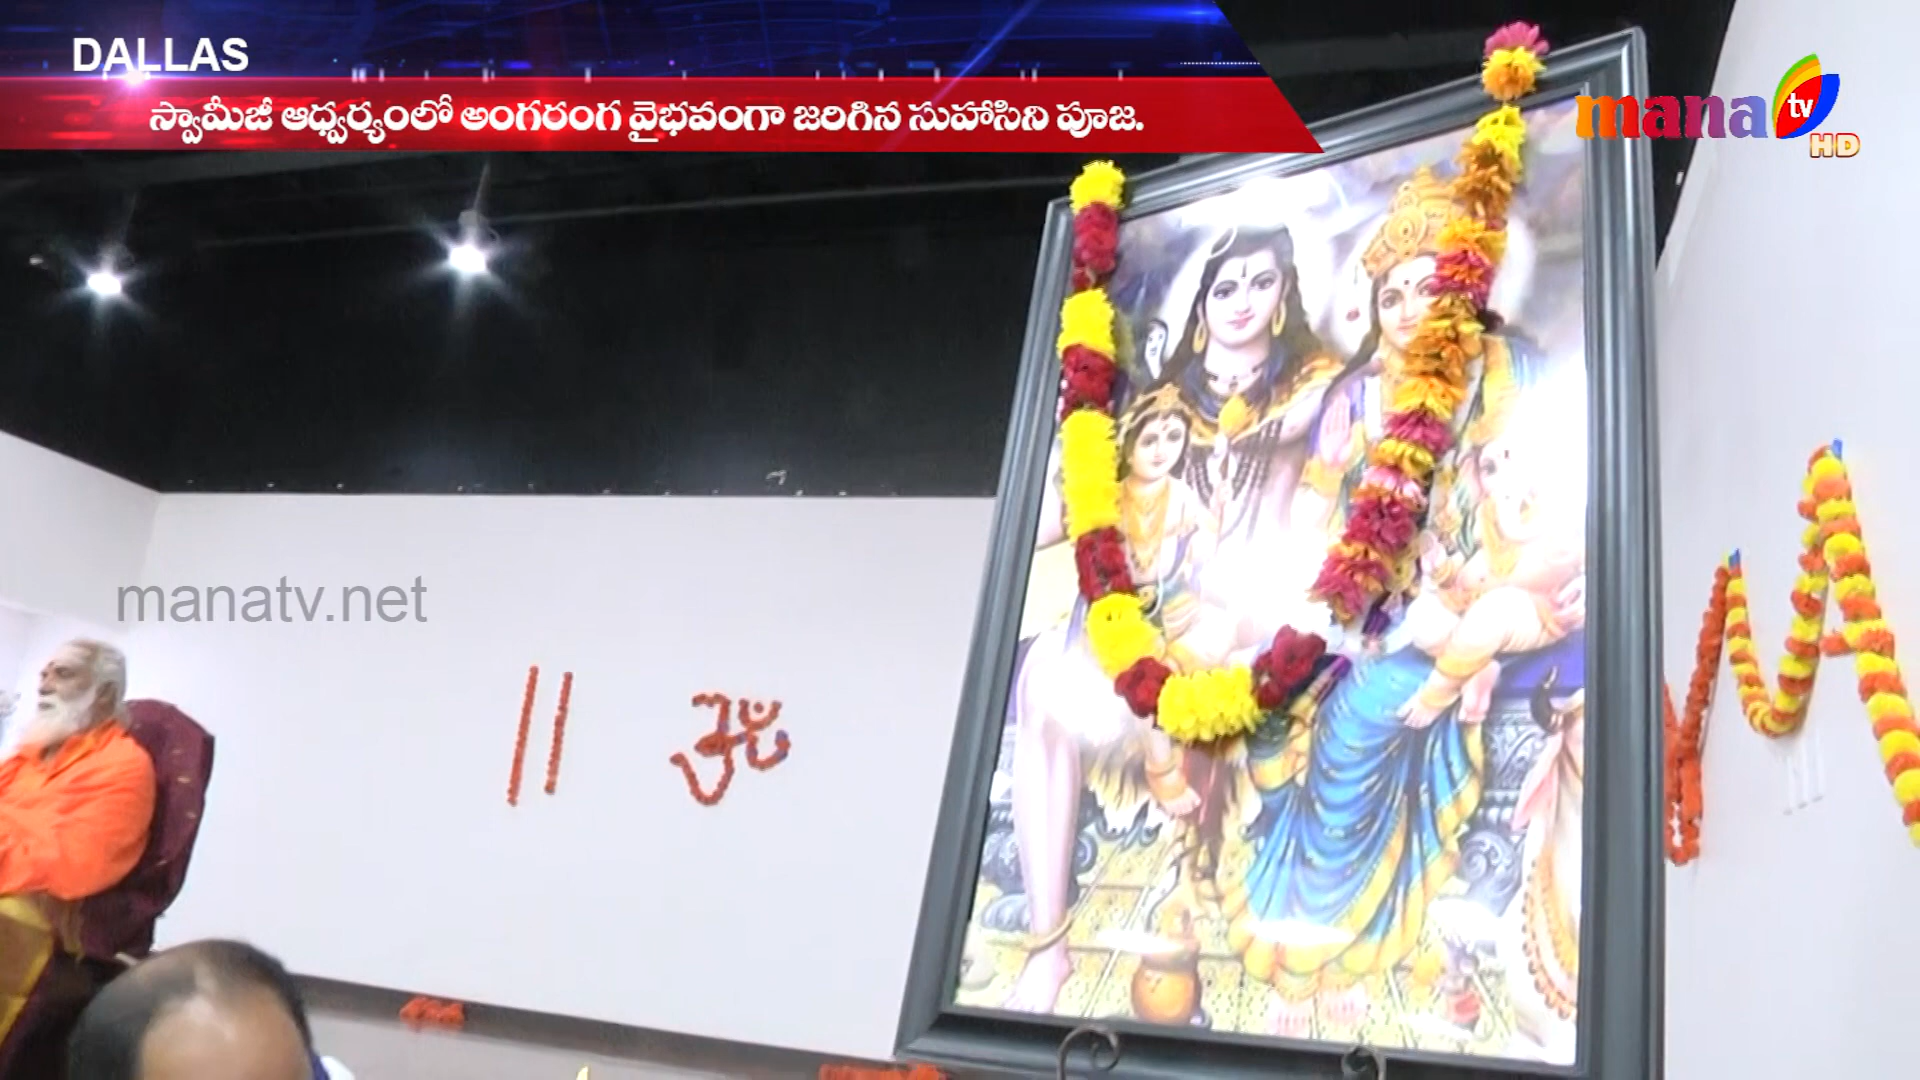 DALLAS
స్వామీజీ ఆధ్వర్యంలో అంగరంగ వైభవంగా జరిగిన సుహాసిని పూజ.
mana tv HD
manatv.net